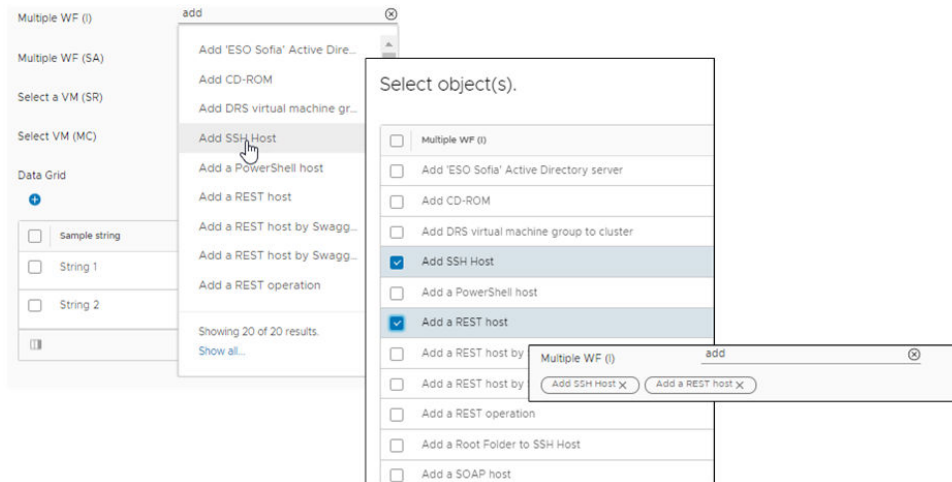 Multiple WF (I)
add
Multiple WF (SA)
Select a VM (SR)
Select VM (MC)
Data Grid
Sample string
String 1
String 2
Add 'ESO Sofia' Active Dire...
Add CD-ROM
Add DRS virtual machine gr...
Add SSH Host
Add a PowerShell host
Add a REST host
Add a REST host by Swagg...
Add a REST host by Swagg...
Add a REST operation
Showing 20 of 20 results.
Show all...
Select object(s).
Multiple WF (I)
Add 'ESO Sofia' Active Directory server
Add CD-ROM
Add DRS virtual machine group to cluster
Add SSH Host
Add a PowerShell host
Add a REST host
Add a REST host by
Add a REST host by
Add a REST operation
Add a Root Folder to SSH Host
Add a SOAP host
Multiple WF (I)
add
Add SSH Host
Add a REST host